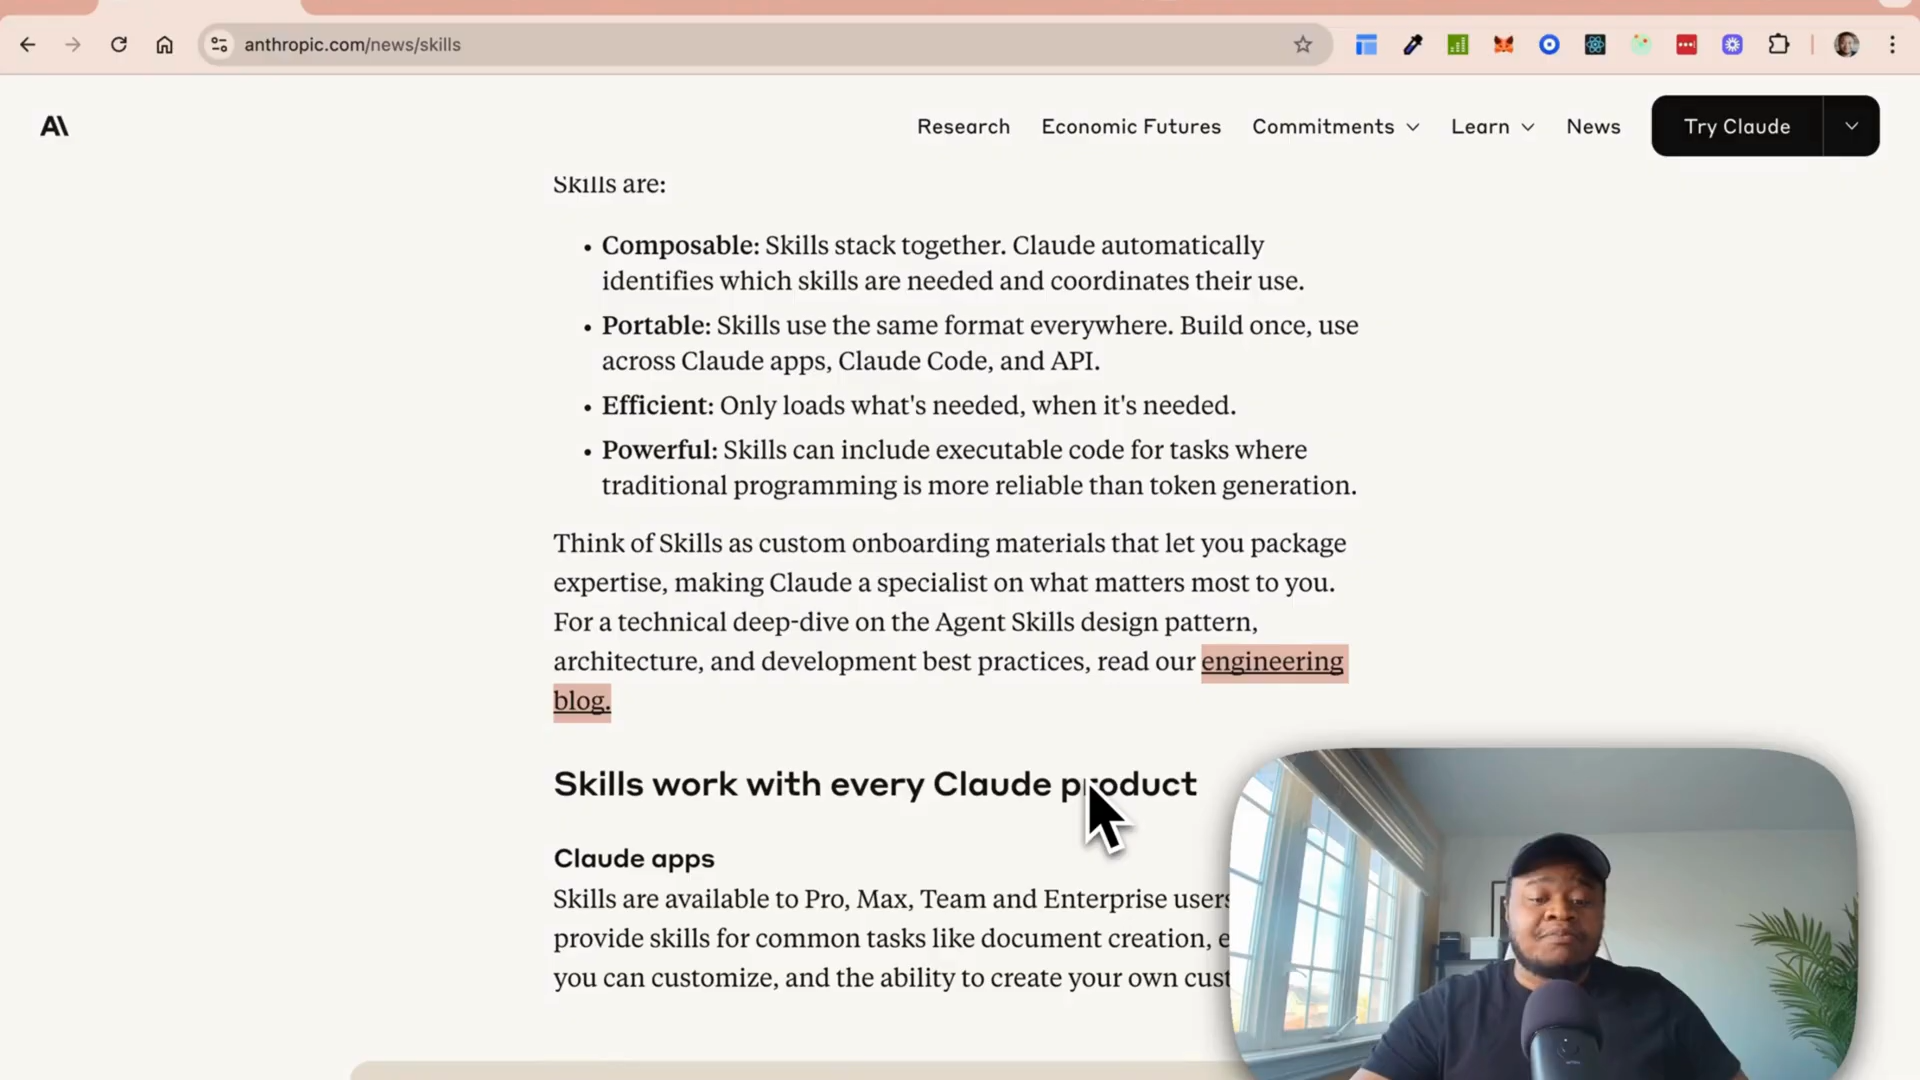 anthropic.com/news/skills
Research
Economic Futures
Commitments
Learn
News
Try Claude
Skills are:
• Composable: Skills stack together. Claude automatically
identifies which skills are needed and coordinates their use.
• Portable: Skills use the same format everywhere. Build once, use
across Claude apps, Claude Code, and API.
• Efficient: Only loads what's needed, when it's needed.
• Powerful: Skills can include executable code for tasks where
traditional programming is more reliable than token generation.
Think of Skills as custom onboarding materials that let you package
expertise, making Claude a specialist on what matters most to you.
For a technical deep-dive on the Agent Skills design pattern,
architecture, and development best practices, read our engineering
blog.
Skills work with every Claude product
Claude apps
Skills are available to Pro, Max, Team and Enterprise users
provide skills for common tasks like document creation, e
you can customize, and the ability to create your own cust